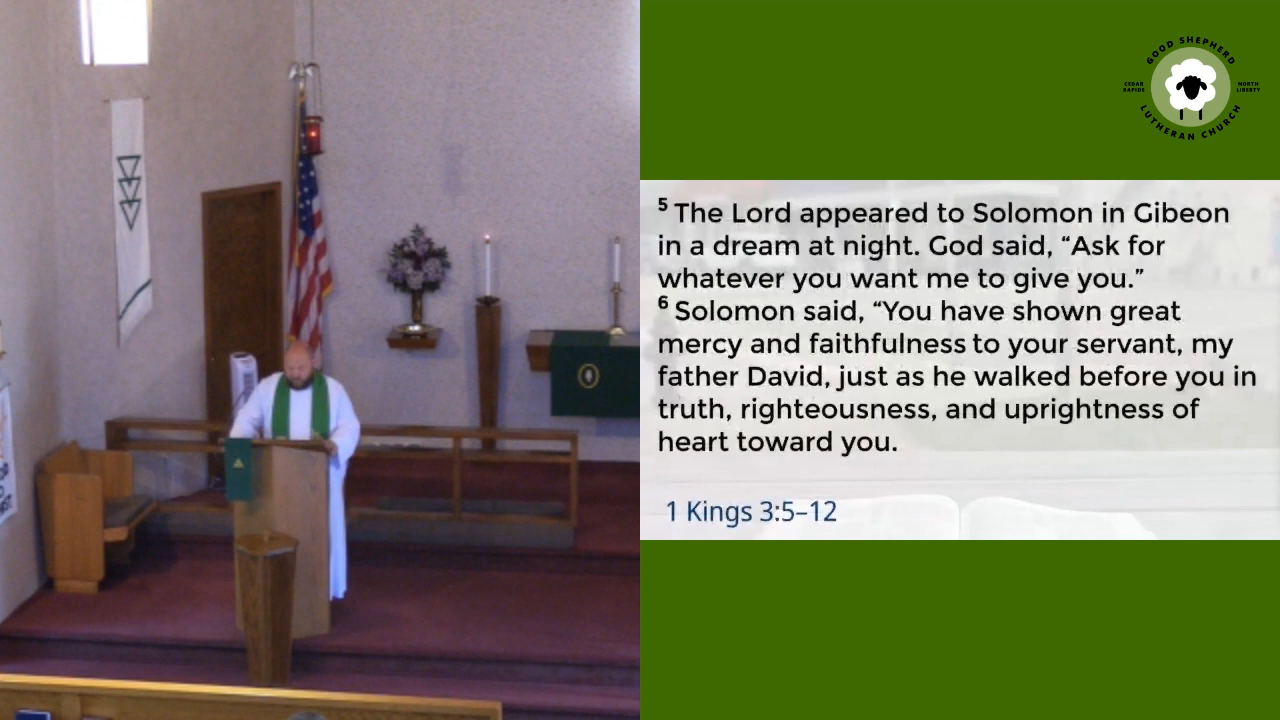 GOOD SHEPHERD
CEDAR RAPIDS
NORTH LIBERTY
LUTHERAN CHURCH
5 The Lord appeared to Solomon in Gibeon
in a dream at night. God said, “Ask for
whatever you want me to give you.”
6 Solomon said, “You have shown great
mercy and faithfulness to your servant, my
father David, just as he walked before you in
truth, righteousness, and uprightness of
heart toward you.
1 Kings 3:5–12